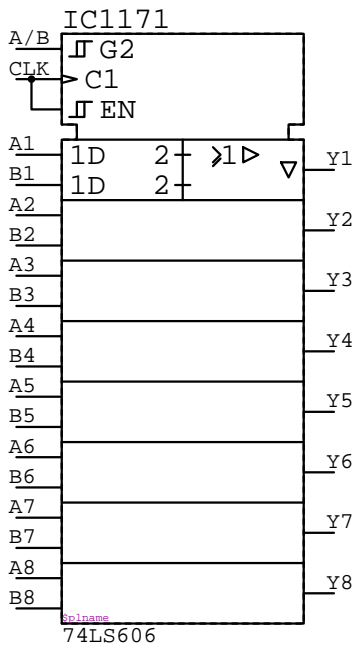 IC1171
A/B
G2
CLK
C1
EN
A1
1D 2 ≥1
Y1
B1
1D 2
A2
Y2
B2
A3
Y3
B3
A4
Y4
B4
A5
Y5
B5
A6
Y6
B6
A7
Y7
B7
A8
Y8
B8
$plname
74LS606